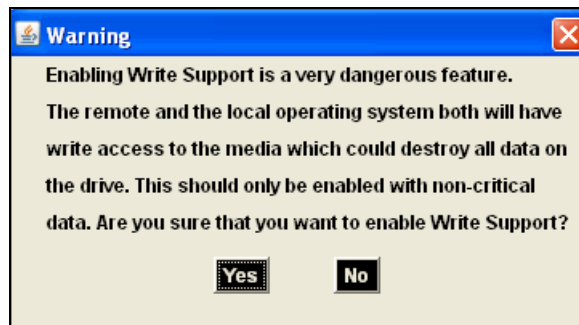 Warning
Enabling Write Support is a very dangerous feature.
The remote and the local operating system both will have
write access to the media which could destroy all data on
the drive. This should only be enabled with non-critical
data. Are you sure that you want to enable Write Support?
Yes No